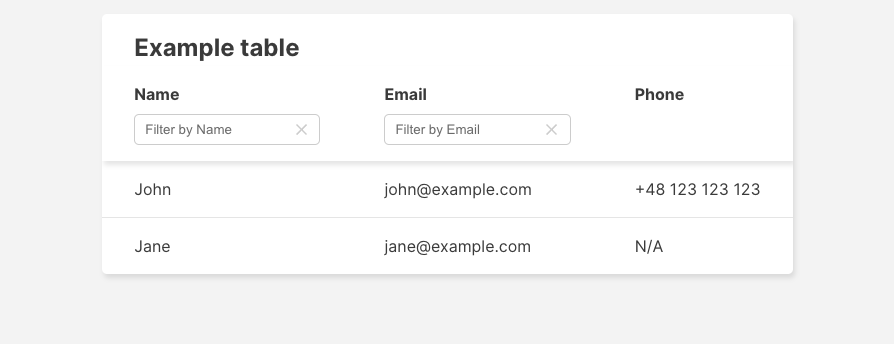 Example table
Name Email Phone
Filter by Name Filter by Email
John john@example.com +48 123 123 123
Jane jane@example.com N/A